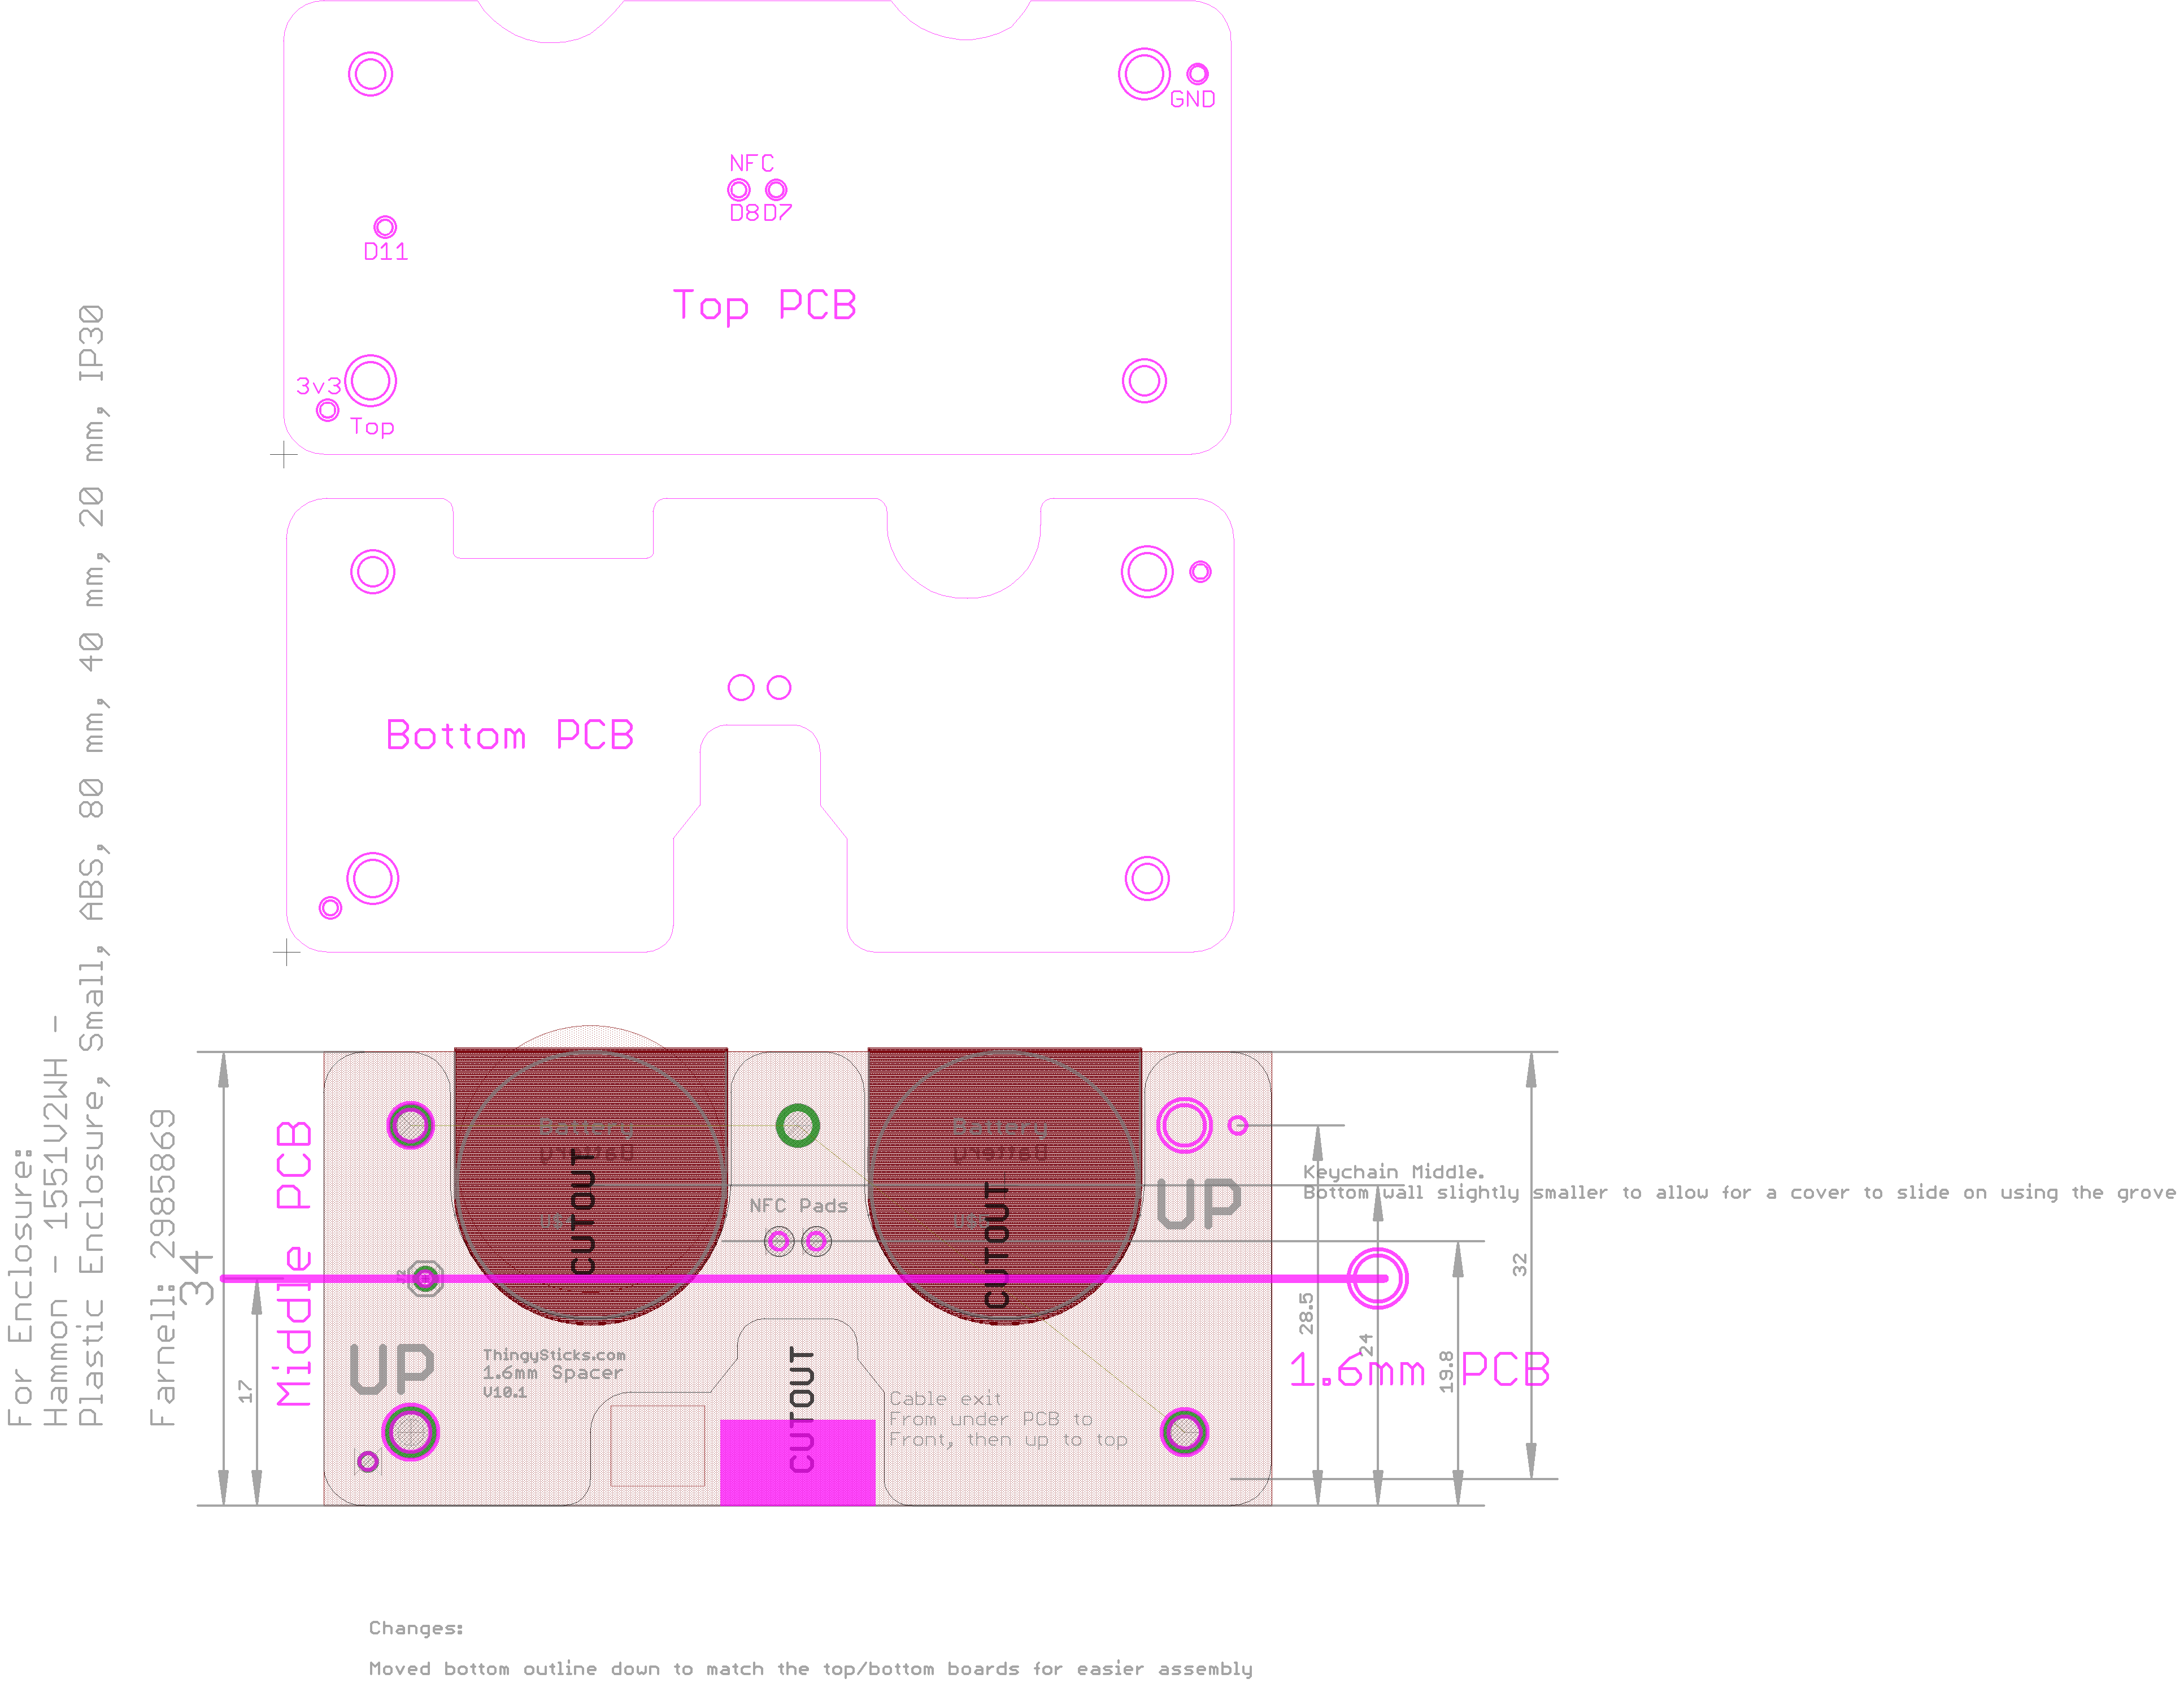 GND
NFC
D8D7
D11
Top PCB
3v3
Top
Bottom PCB
For Enclosure:
Hammon - 1551V2WH -
Plastic Enclosure, Small, ABS, 80 mm, 40 mm, 20 mm, IP30
Farnell: 2985869
34
17
Middle PCB
Battery
Battery
CUTOUT
Battery
Battery
CUTOUT
NFC Pads
J2
UP
UP
ThingySticks.com
1.6mm Spacer
V10.1
CUTOUT
Cable exit
From under PCB to
Front, then up to top
Keychain Middle.
Bottom wall slightly smaller to allow for a cover to slide on using the grove
28.5
24
19.8
32
1.6mm PCB
Changes:
Moved bottom outline down to match the top/bottom boards for easier assembly